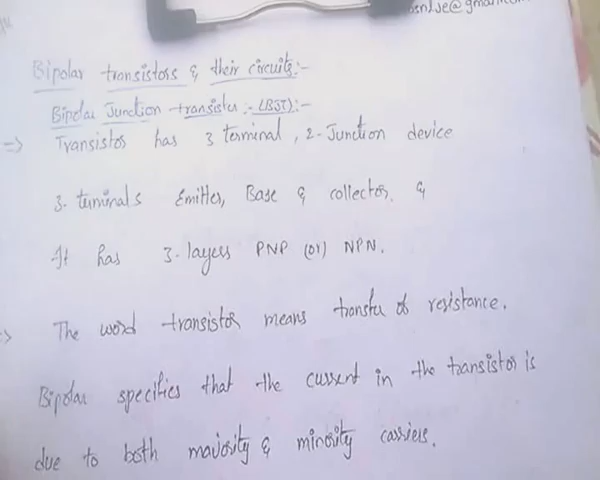 Bipolar transistors & their circuits:-
Bipolar Junction transistor:-(BJT):-
→ Transistor has 3 terminal, 2-Junction device
3-terminals Emitter, Base & collector. &
It has 3-layers PNP (or) NPN.
→ The word transistor means transfer of resistance.
Bipolar specifies that the current in the transistor is
due to both majority & minority carriers.